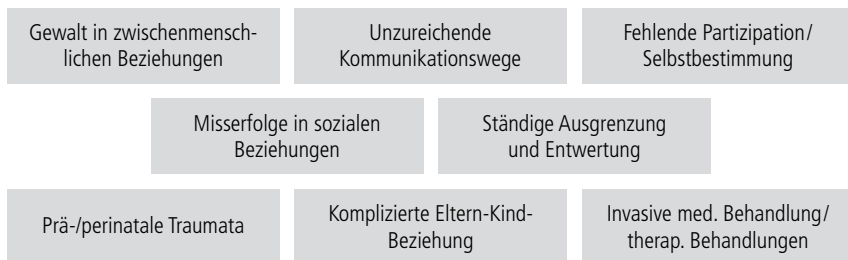 Gewalt in zwischenmensch-
lichen Beziehungen
Unzureichende
Kommunikationswege
Fehlende Partizipation/
Selbstbestimmung
Misserfolge in sozialen
Beziehungen
Ständige Ausgrenzung
und Entwertung
Prä-/perinatale Traumata
Komplizierte Eltern-Kind-
Beziehung
Invasive med. Behandlung/
therap. Behandlungen